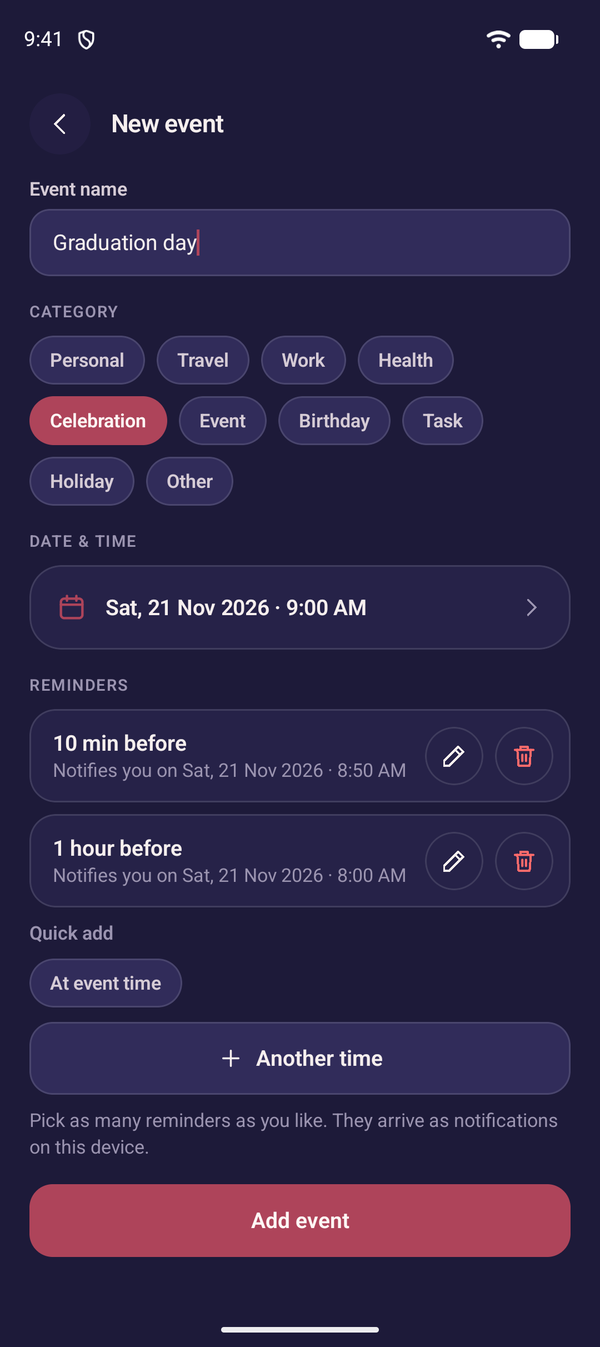 9:41
New event
Event name
Graduation day
CATEGORY
Personal Travel Work Health
Celebration Event Birthday Task
Holiday Other
DATE & TIME
Sat, 21 Nov 2026 · 9:00 AM
REMINDERS
10 min before
Notifies you on Sat, 21 Nov 2026 · 8:50 AM
1 hour before
Notifies you on Sat, 21 Nov 2026 · 8:00 AM
Quick add
At event time
Another time
Pick as many reminders as you like. They arrive as notifications
on this device.
Add event